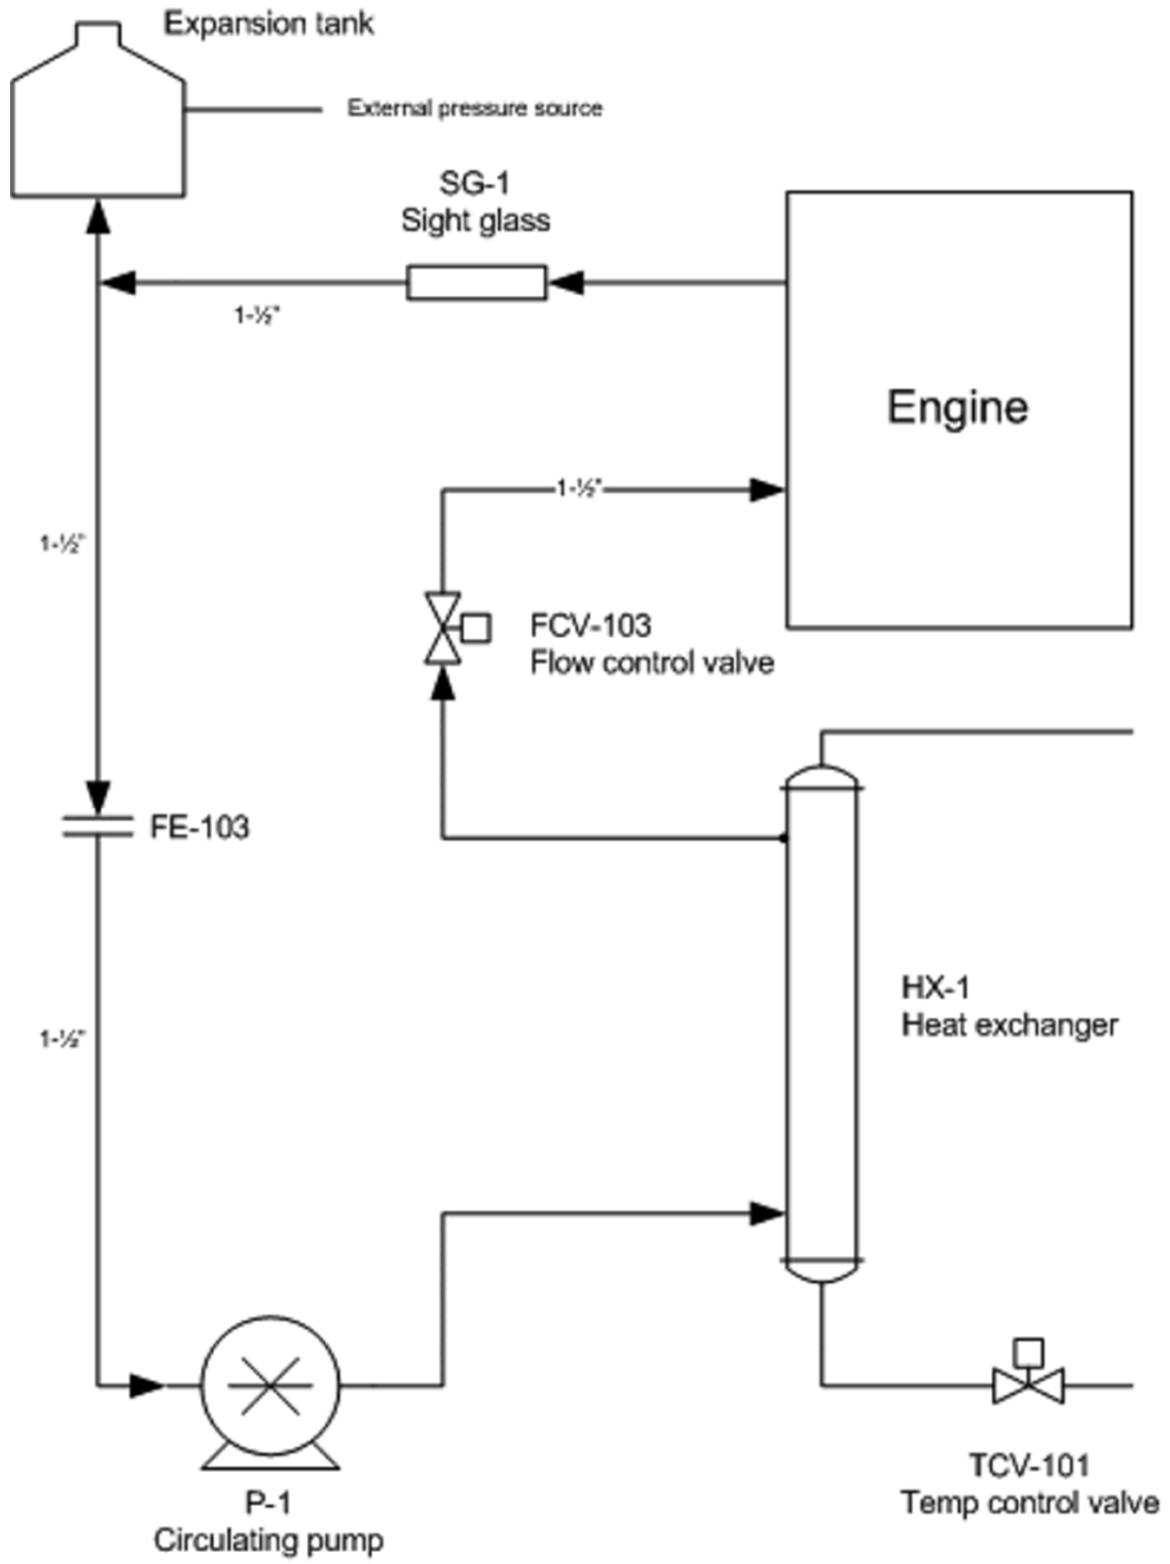 Expansion tank
External pressure source
SG-1
Sight glass
1-½"
Engine
1-½"
1-½"
FCV-103
Flow control valve
FE-103
HX-1
Heat exchanger
1-½"
TCV-101
Temp control valve
P-1
Circulating pump